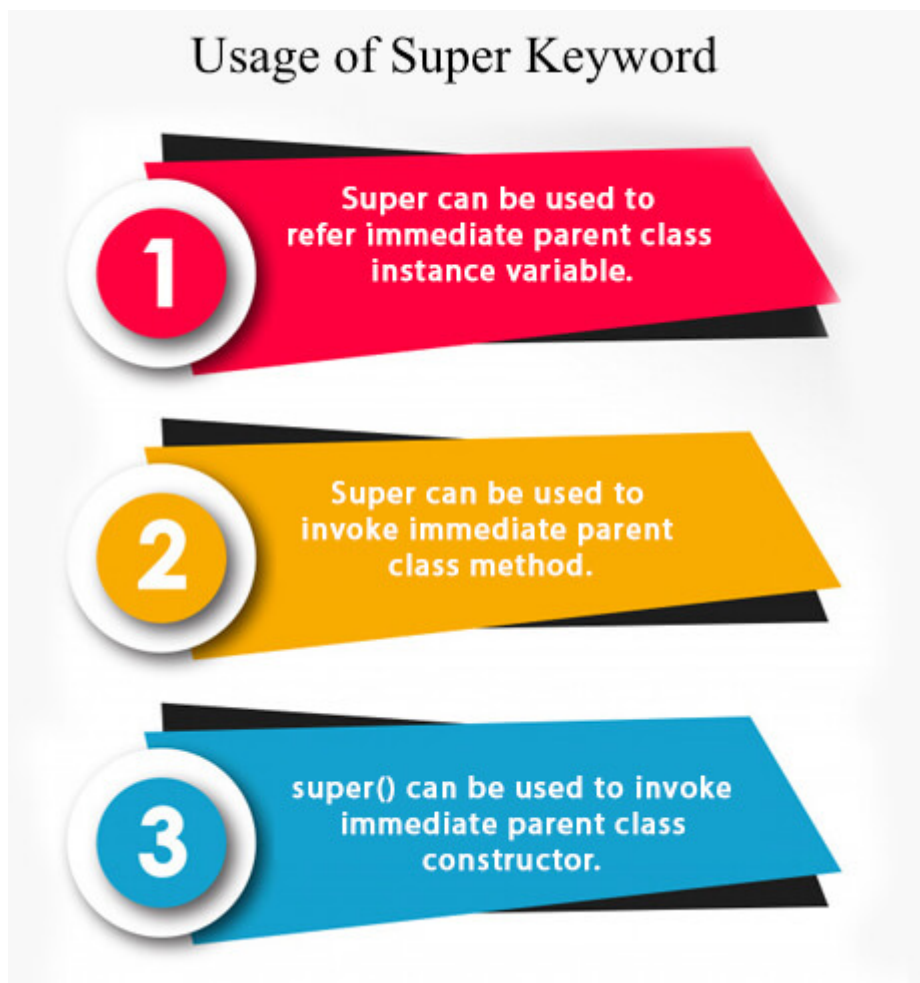 Usage of Super Keyword
1
Super can be used to
refer immediate parent class
instance variable.
2
Super can be used to
invoke immediate parent
class method.
3
super() can be used to invoke
immediate parent class
constructor.